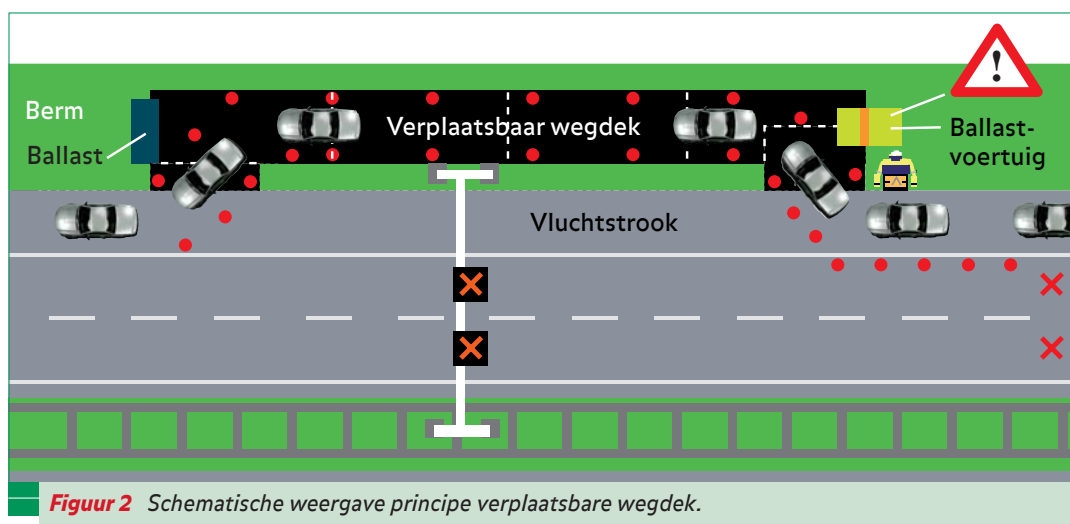 !
Berm
Ballast
Verplaatsbaar wegdek
Ballast-
voertuig
Vluchtstrook
Figuur 2 Schematische weergave principe verplaatsbare wegdek.